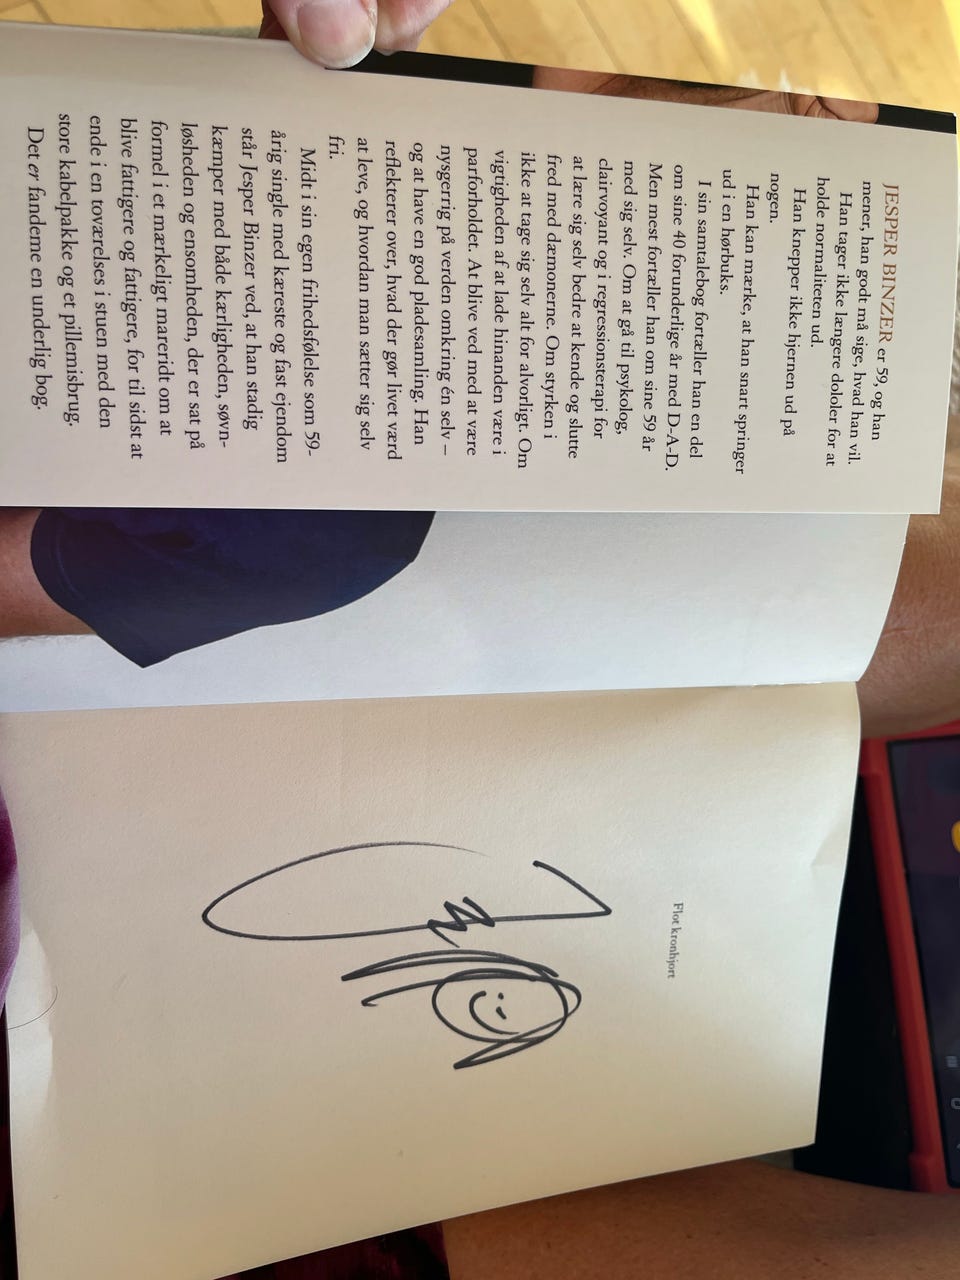 JESPER BINZER er 59, og han
mener, han godt må sige, hvad han vil.
Han tager ikke længere dololer for at
holde normaliteten ud.
Han knepper ikke hjernen ud på
nogen.
Han kan mærke, at han snart springer
ud i en hørbuks.
I sin samtalebog fortæller han en del
om sine 40 forunderlige år med D-A-D.
Men mest fortæller han om sine 59 år
med sig selv. Om at gå til psykolog,
clairvoyant og i regressionsterapi for
at lære sig selv bedre at kende og slutte
fred med dæmonerne. Om styrken i
ikke at tage sig selv alt for alvorligt. Om
vigtigheden af at lade hinanden være i
parforholdet. At blive ved med at være
nysgerrig på verden omkring én selv –
og at have en god pladesamling. Han
reflekterer over, hvad der gør livet værd
at leve, og hvordan man sætter sig selv
fri.
Midt i sin egen frihedsfølelse som 59-
årig single med kæreste og fast ejendom
står Jesper Binzer ved, at han stadig
kæmper med både kærligheden, søvn-
løsheden og ensomheden, der er sat på
formel i et mærkeligt mareridt om at
blive fattigere og fattigere, for til sidst at
ende i en toværelses i stuen med den
store kabelpakke og et pillemisbrug.
Det er fandeme en underlig bog.
Flot kronhjort